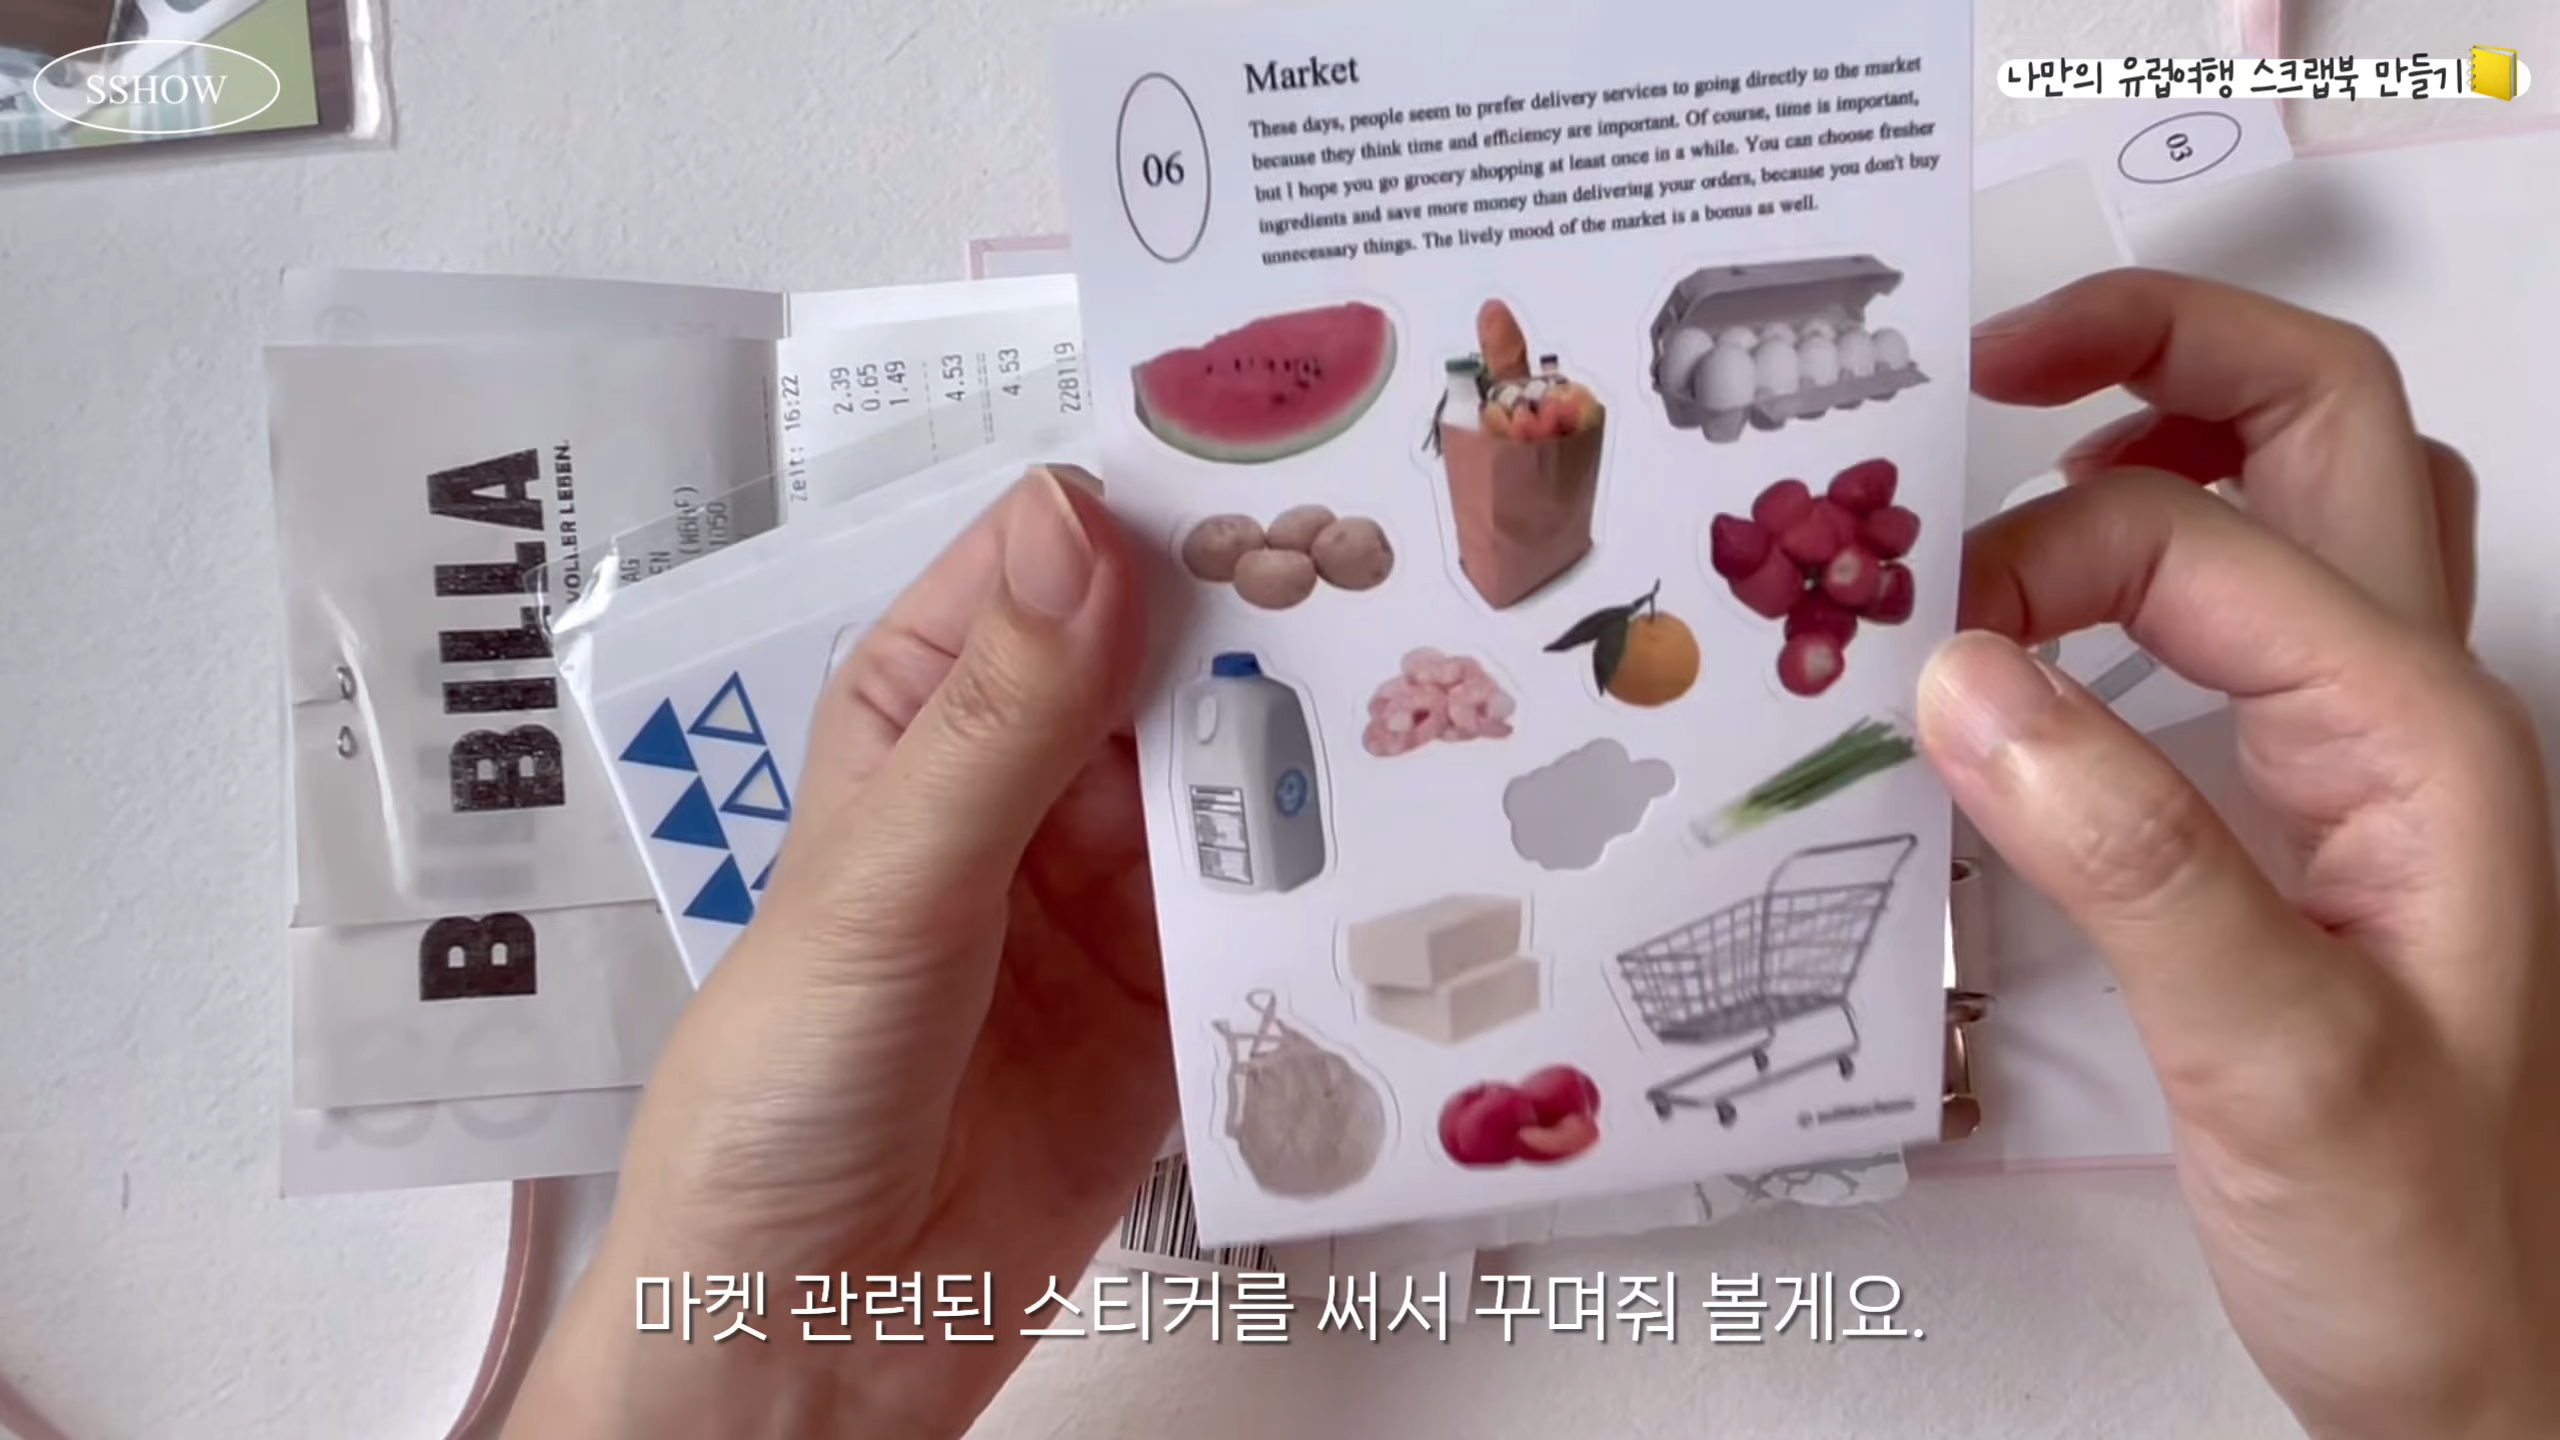 SSHOW
나만의 유럽여행 스크랩북 만들기
03
06
Market
These days, people seem to prefer delivery services to going directly to the market
because they think time and efficiency are important. Of course, time is important,
but I hope you go grocery shopping at least once in a while. You can choose fresher
ingredients and save more money than delivering your orders, because you don't buy
unnecessary things. The lively mood of the market is a bonus as well.
BILLA
VOLLER LEBEN.
B
Zeit: 16:22
2.39
0.65
1.49
4.53
4.53
228119
AG
EN
1050
마켓 관련된 스티커를 써서 꾸며줘 볼게요.